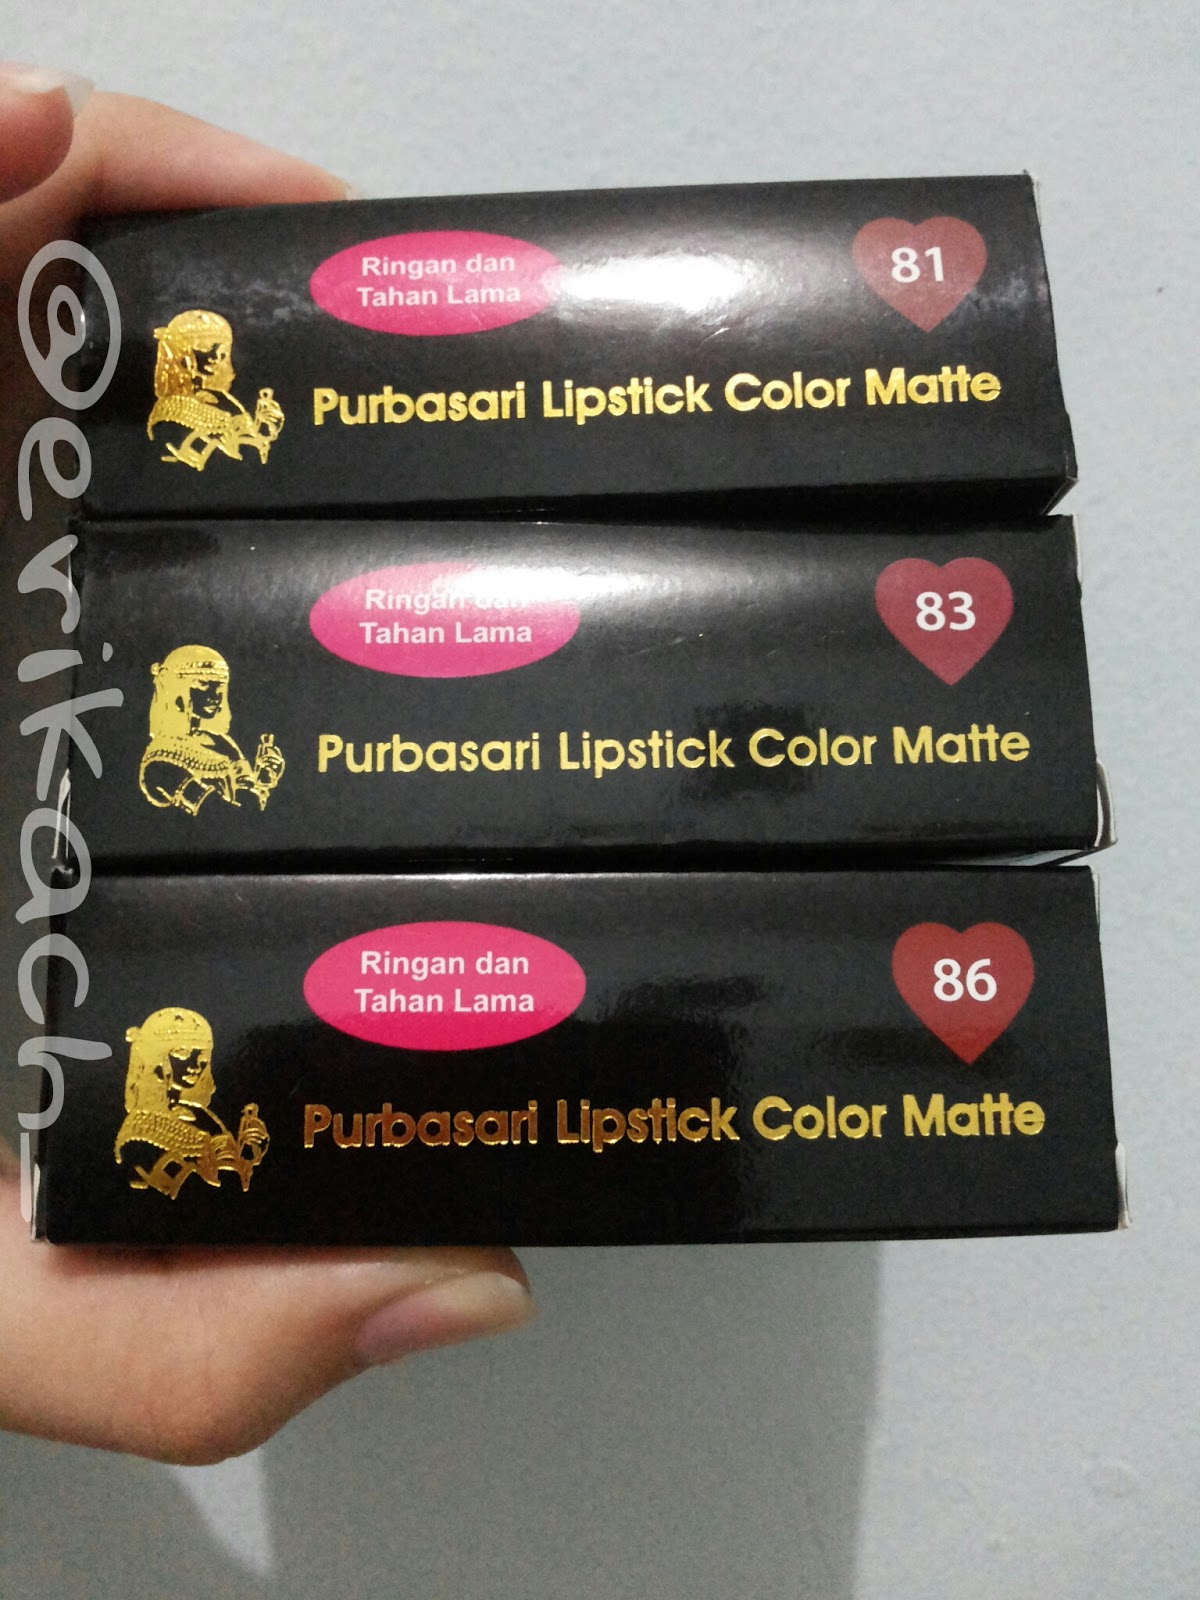 Ringan dan
Tahan Lama
81
Purbasari Lipstick Color Matte
Ringan dan
Tahan Lama
83
Purbasari Lipstick Color Matte
Ringan dan
Tahan Lama
86
Purbasari Lipstick Color Matte
@evrikach_